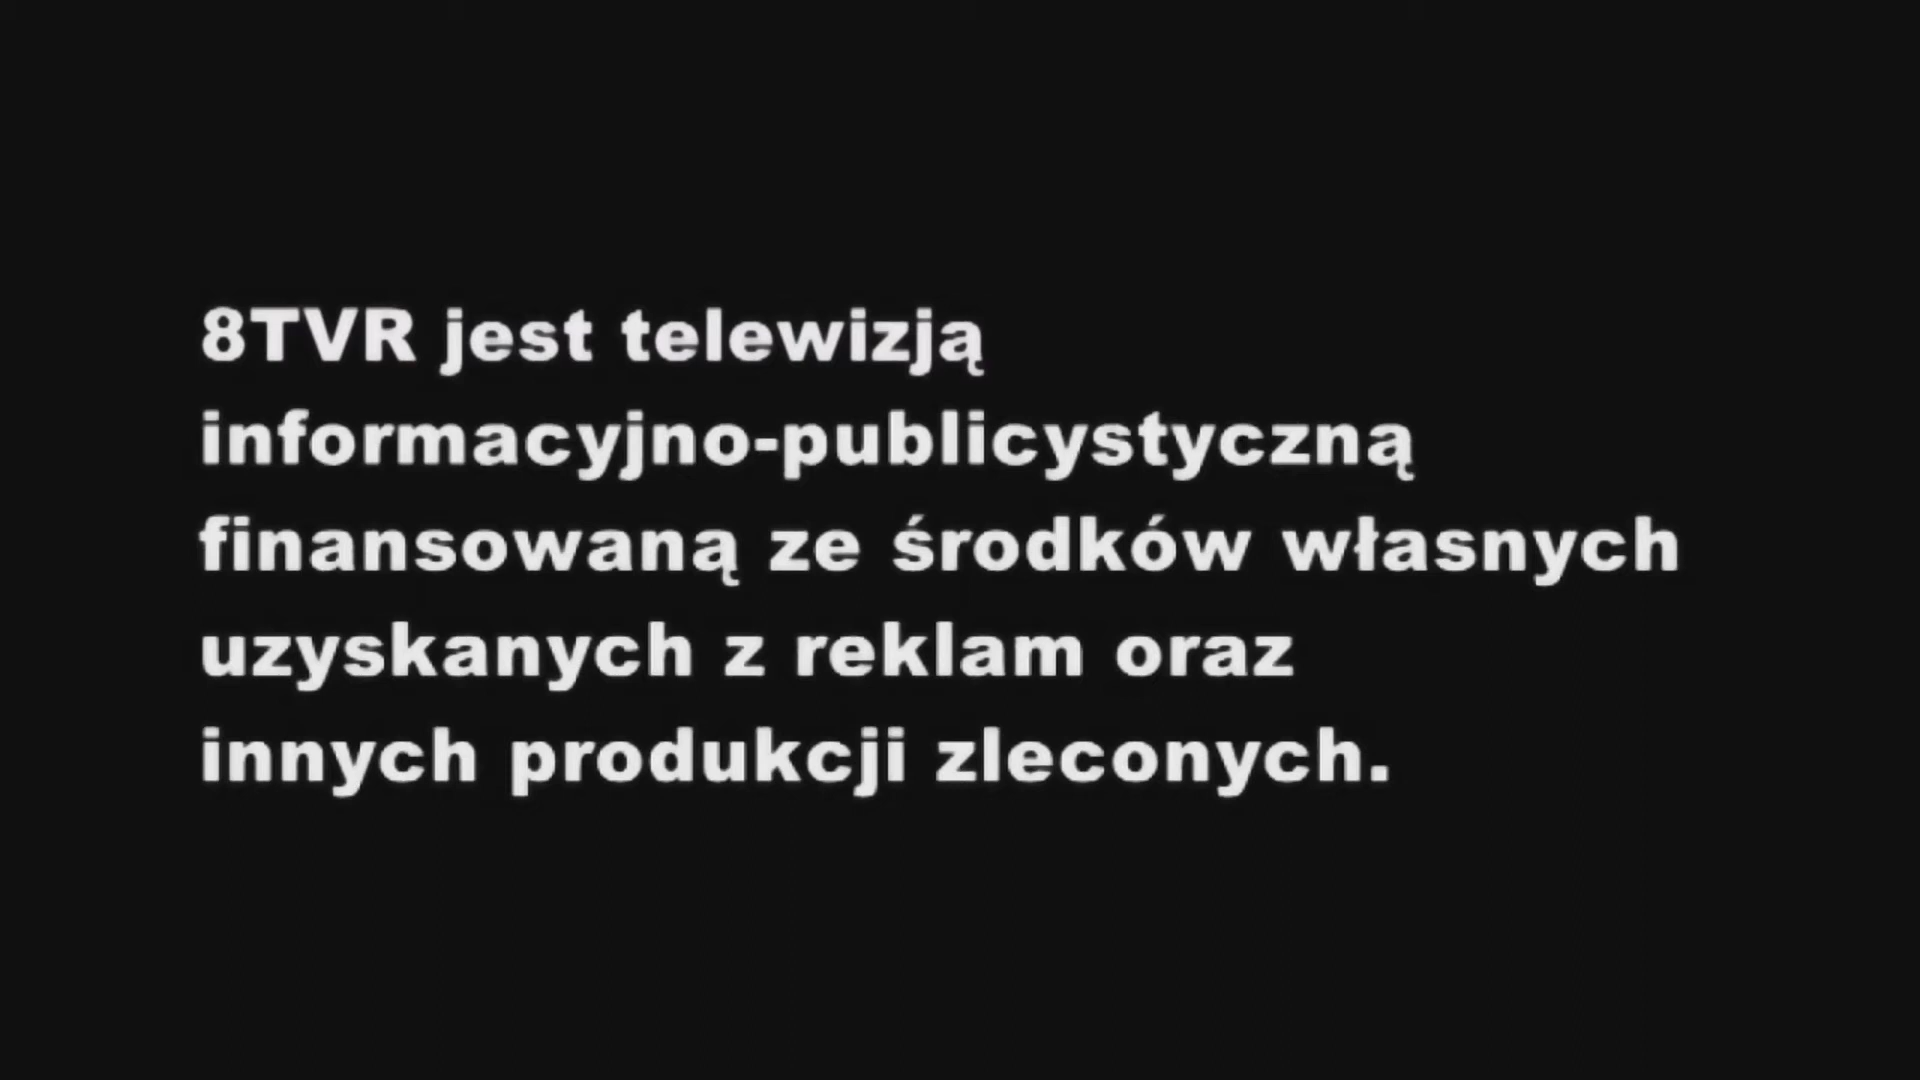 8TVR jest telewizją
informacyjno-publicystyczną
finansowaną ze środków własnych
uzyskanych z reklam oraz
innych produkcji zleconych.